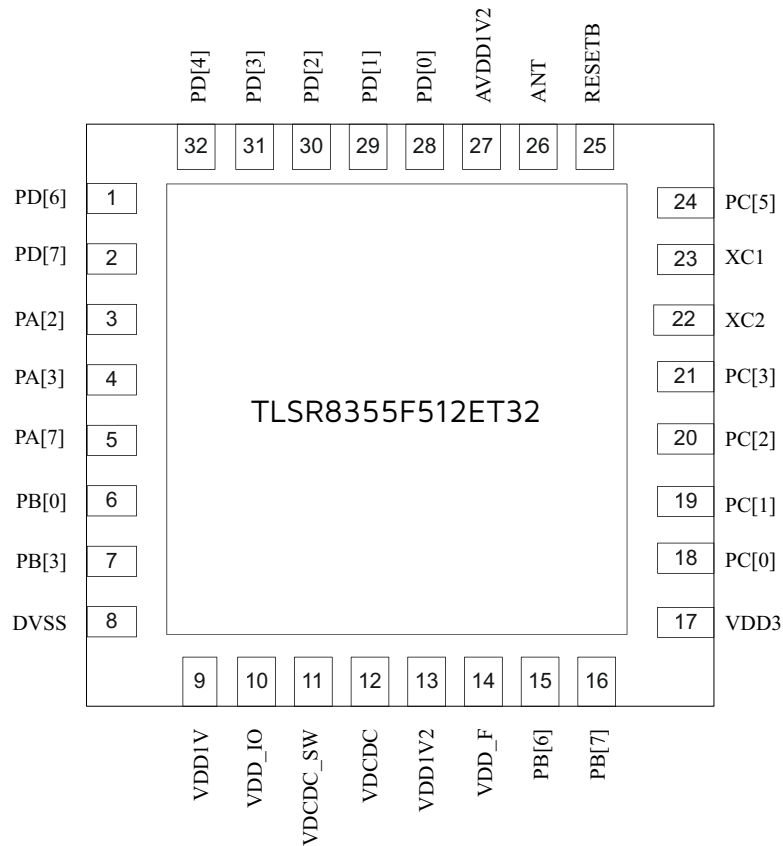 PD[4] PD[3] PD[2] PD[1] PD[0] AVDD1V2 ANT RESETB
32 31 30 29 28 27 26 25
PD[6] 1 24 PC[5]
PD[7] 2 23 XC1
PA[2] 3 22 XC2
PA[3] 4 21 PC[3]
TLSR8355F512ET32
PA[7] 5 20 PC[2]
PB[0] 6 19 PC[1]
PB[3] 7 18 PC[0]
DVSS 8 17 VDD3
9 10 11 12 13 14 15 16
VDD1V VDD_IO VDCDC_SW VDCDC VDD1V2 VDD_F PB[6] PB[7]